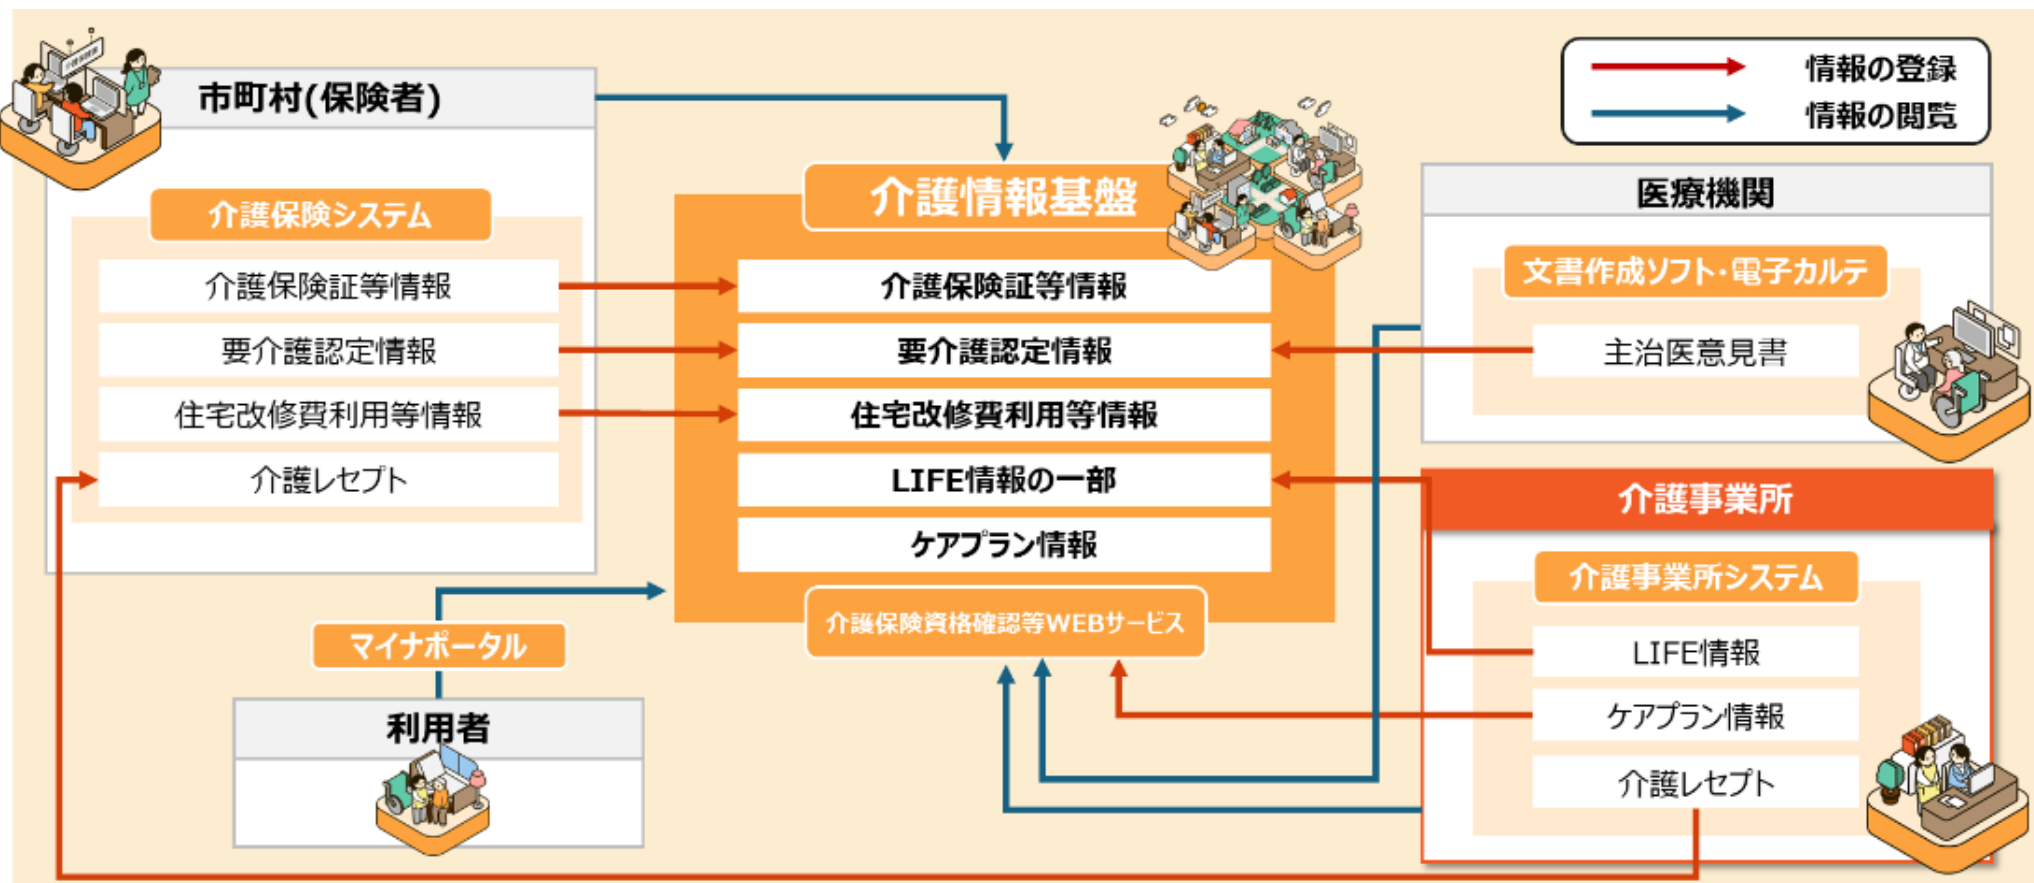 情報の登録
情報の閲覧
市町村(保険者)
介護保険システム
介護保険証等情報
要介護認定情報
住宅改修費利用等情報
介護レセプト
介護情報基盤
介護保険証等情報
要介護認定情報
住宅改修費利用等情報
LIFE情報の一部
ケアプラン情報
介護保険資格確認等WEBサービス
医療機関
文書作成ソフト・電子カルテ
主治医意見書
介護事業所
介護事業所システム
LIFE情報
ケアプラン情報
介護レセプト
マイナポータル
利用者